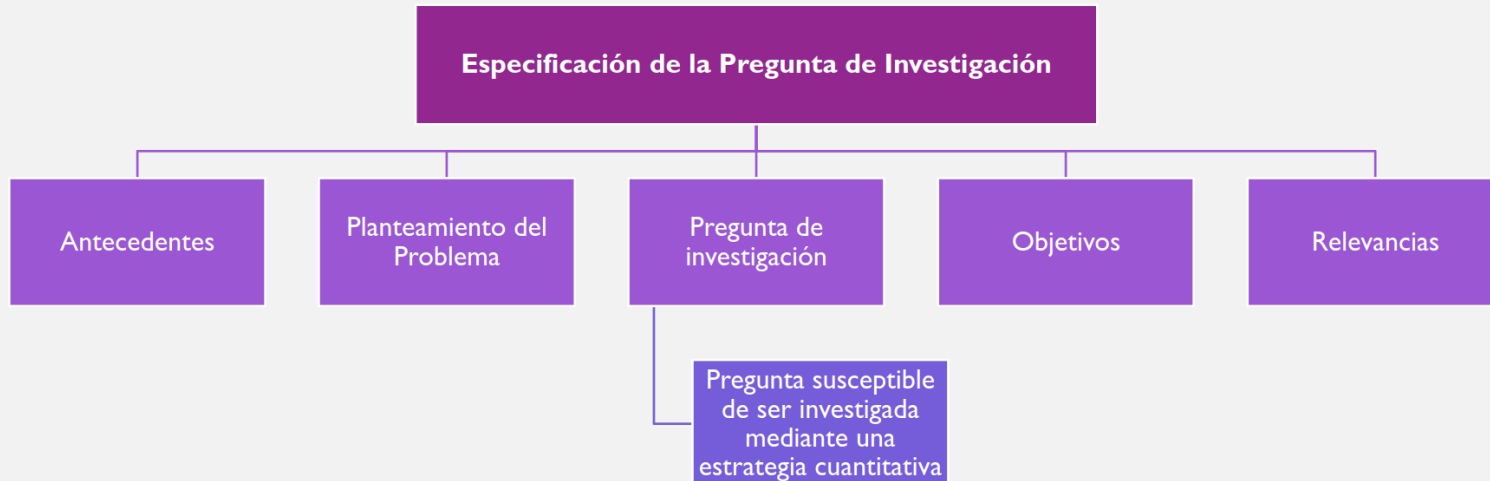 Especificación de la Pregunta de Investigación
Antecedentes
Planteamiento del
Problema
Pregunta de
investigación
Objetivos
Relevancias
Pregunta susceptible
de ser investigada
mediante una
estrategia cuantitativa